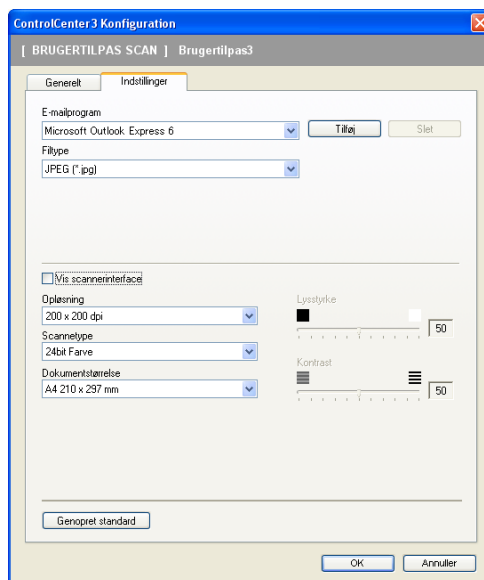 ControlCenter3 Konfiguration
[ BRUGERTILPAS SCAN ] Brugertilpas3
Generelt Indstillinger
E-mailprogram
Microsoft Outlook Express 6 Tilføj Slet
Filtype
JPEG (*.jpg)
Vis scannerinterface
Opløsning Lysstyrke
200 x 200 dpi 50
Scannetype
24bit Farve Kontrast
Dokumentstørrelse
A4 210 x 297 mm 50
Genopret standard
OK Annuller